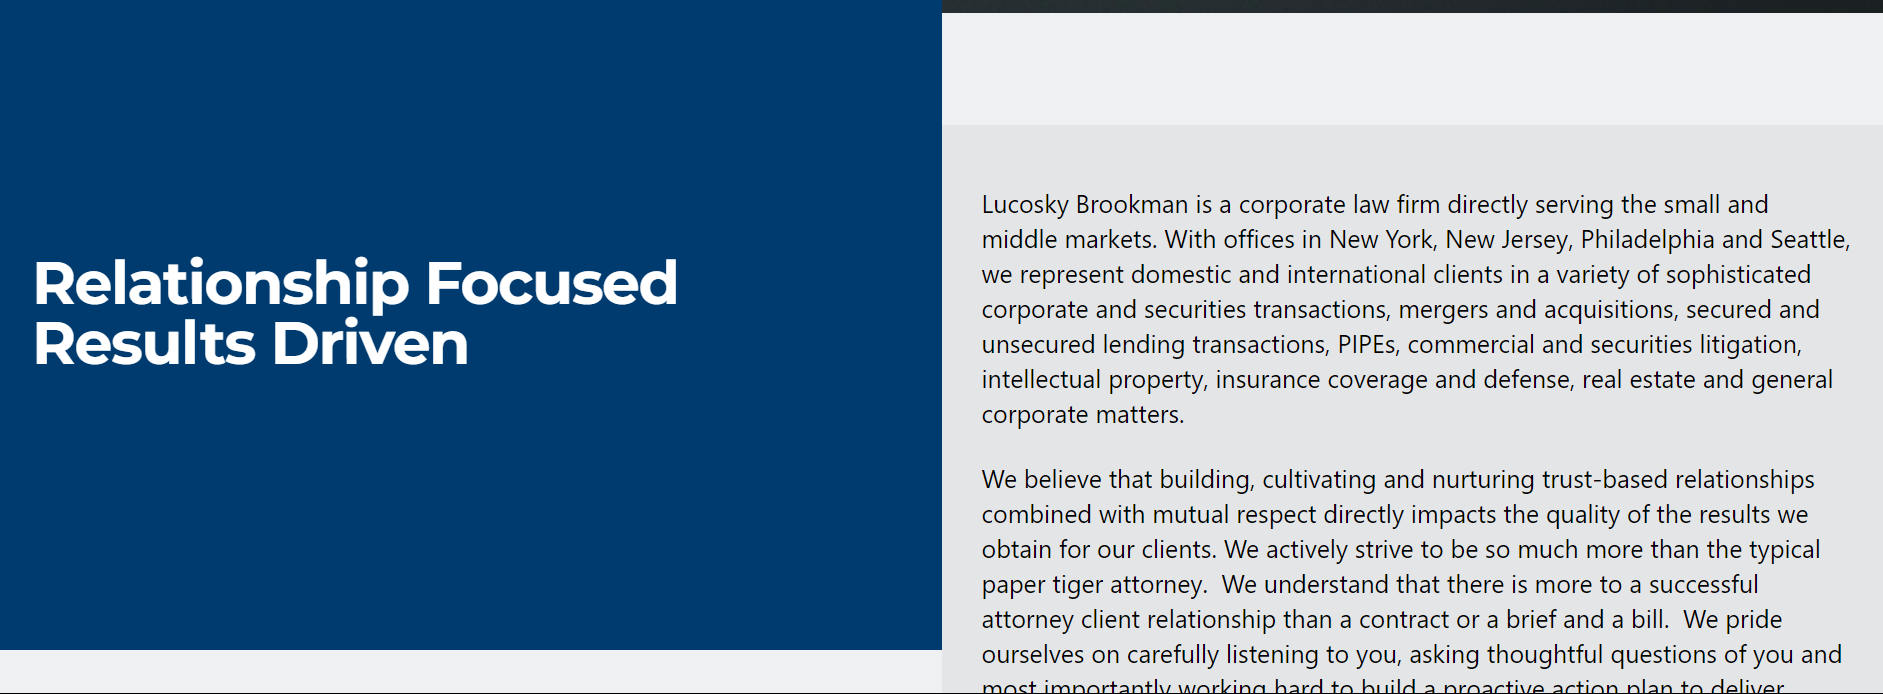 Relationship Focused
Results Driven
Lucosky Brookman is a corporate law firm directly serving the small and
middle markets. With offices in New York, New Jersey, Philadelphia and Seattle,
we represent domestic and international clients in a variety of sophisticated
corporate and securities transactions, mergers and acquisitions, secured and
unsecured lending transactions, PIPEs, commercial and securities litigation,
intellectual property, insurance coverage and defense, real estate and general
corporate matters.
We believe that building, cultivating and nurturing trust-based relationships
combined with mutual respect directly impacts the quality of the results we
obtain for our clients. We actively strive to be so much more than the typical
paper tiger attorney.  We understand that there is more to a successful
attorney client relationship than a contract or a brief and a bill.  We pride
ourselves on carefully listening to you, asking thoughtful questions of you and
most importantly working hard to build a proactive action plan to deliver